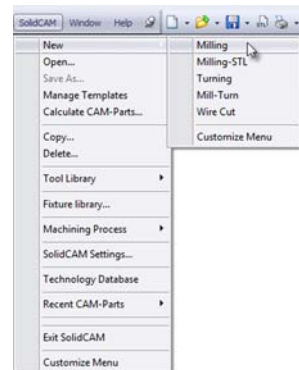 SolidCAM Window Help
New
Open...
Save As...
Manage Templates
Calculate CAM-Parts...
Copy...
Delete...
Tool Library
Fixture library...
Machining Process
SolidCAM Settings...
Technology Database
Recent CAM-Parts
Exit SolidCAM
Customize Menu
Milling
Milling-STL
Turning
Mill-Turn
Wire Cut
Customize Menu